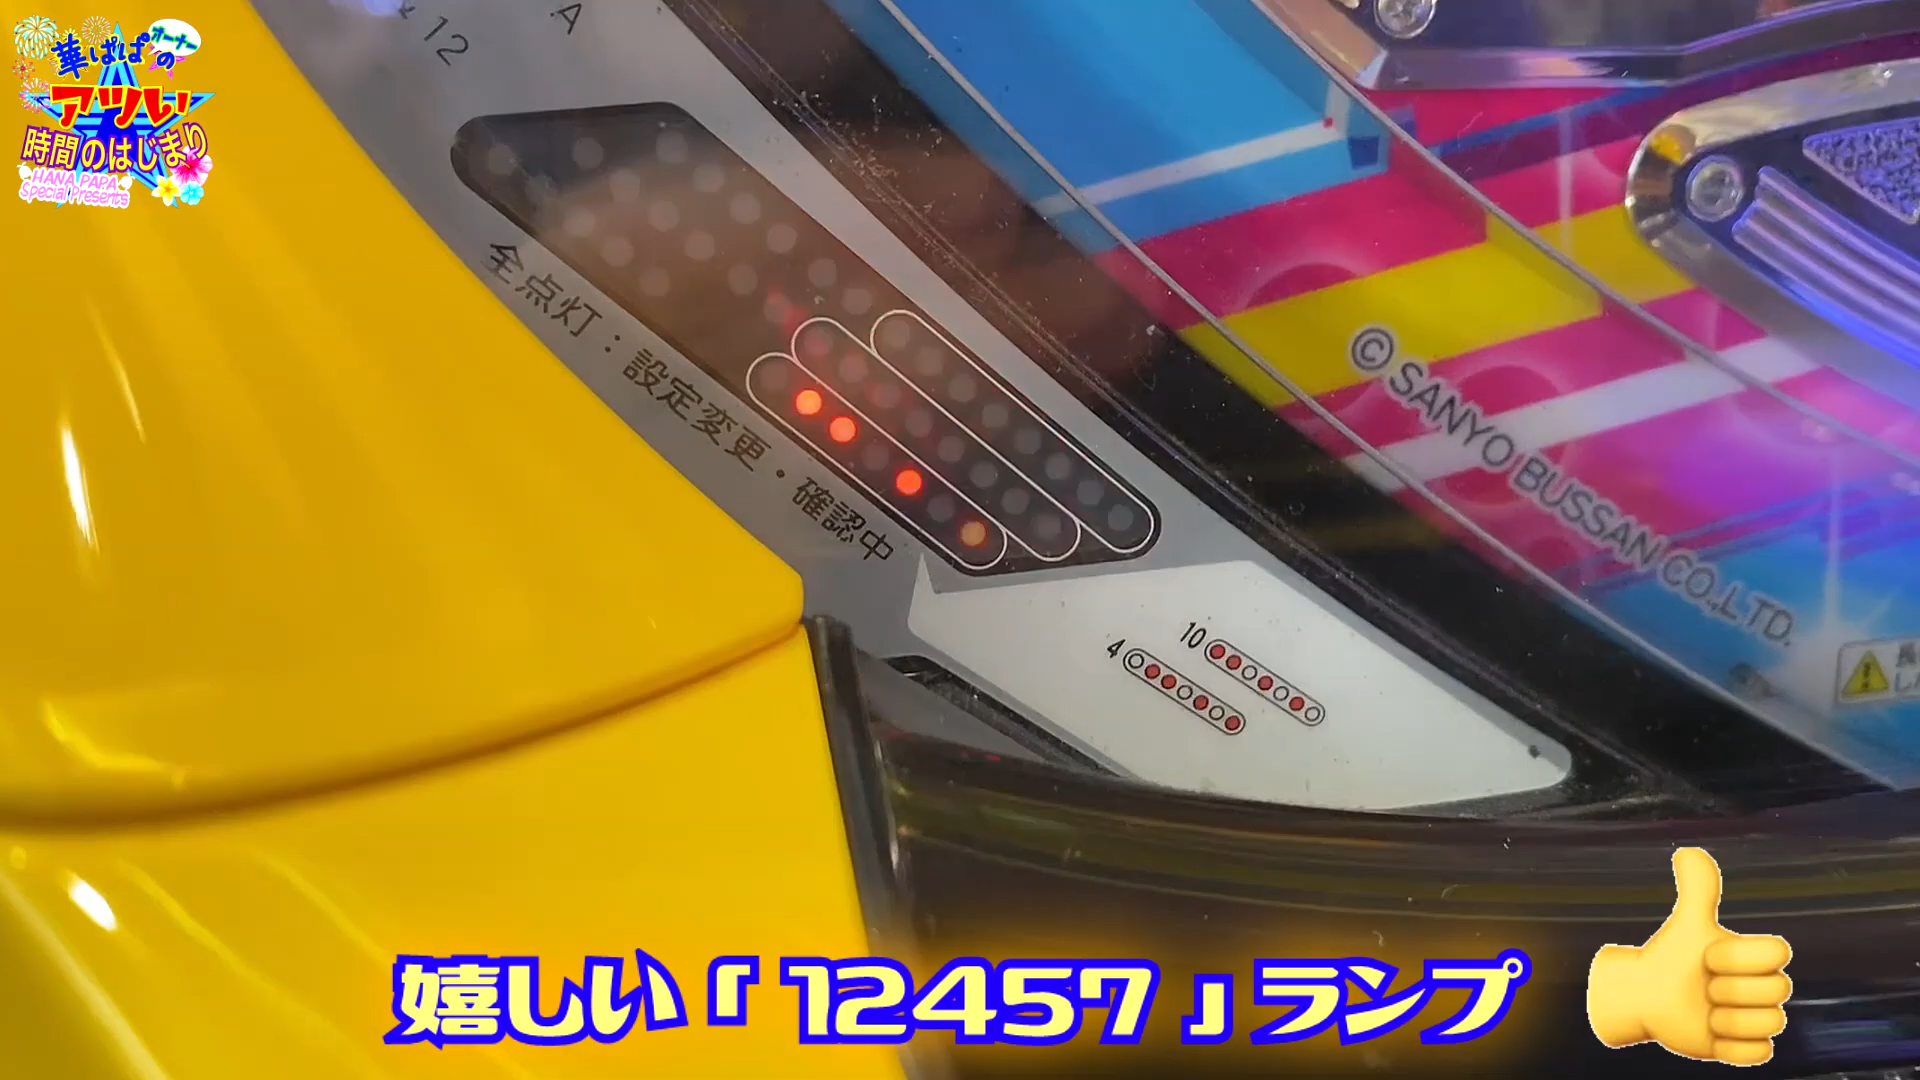 華ぱぱオーナーの
アツい
時間のはじまり
HANA PAPA
Special Presents
× 12
A
全点灯：設定変更・確認中
© SANYO BUSSAN CO.,LTD.
10
4
嬉しい「12457」ランプ